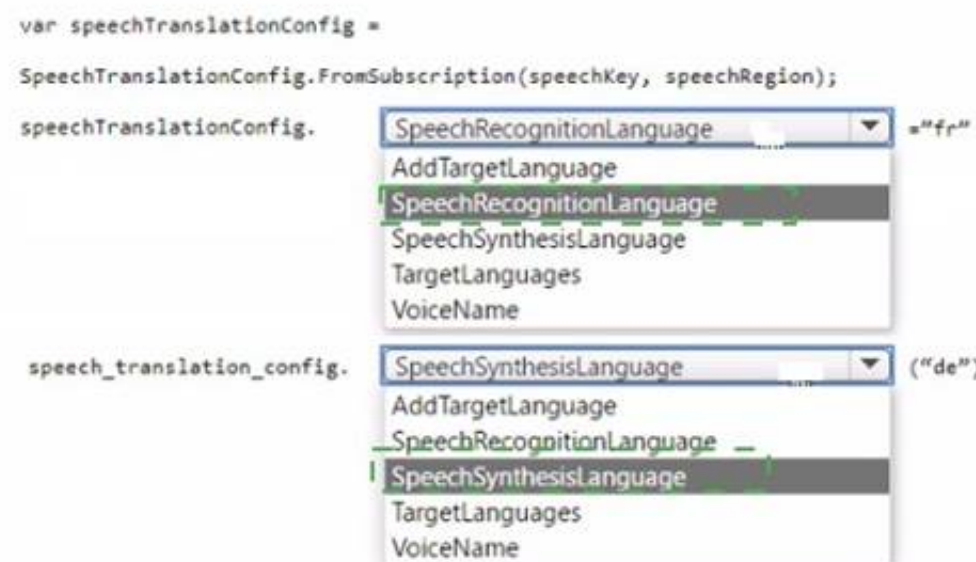 var speechTranslationConfig =
SpeechTranslationConfig.FromSubscription(speechKey, speechRegion);
speechTranslationConfig. SpeechRecognitionLanguage ="fr"
AddTargetLanguage
SpeechRecognitionLanguage
SpeechSynthesisLanguage
TargetLanguages
VoiceName
speech_translation_config. SpeechSynthesisLanguage ("de")
AddTargetLanguage
SpeechRecognitionLanguage
SpeechSynthesisLanguage
TargetLanguages
VoiceName